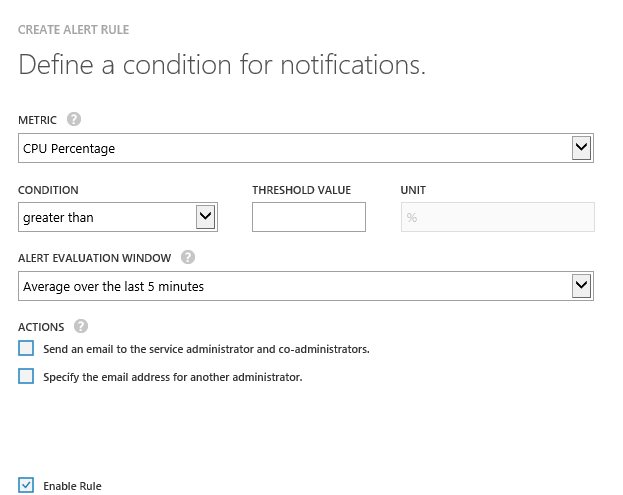 CREATE ALERT RULE
Define a condition for notifications.
METRIC ?
CPU Percentage
CONDITION THRESHOLD VALUE UNIT
greater than %
ALERT EVALUATION WINDOW ?
Average over the last 5 minutes
ACTIONS ?
Send an email to the service administrator and co-administrators.
Specify the email address for another administrator.
Enable Rule